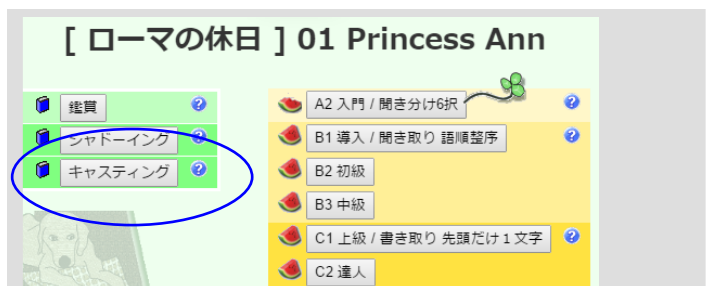 [ ローマの休日 ] 01 Princess Ann
鑑賞
シャドーイング
キャスティング
A2 入門 / 聞き分け6択
B1 導入 / 聞き取り 語順整序
B2 初級
B3 中級
C1 上級 / 書き取り 先頭だけ 1 文字
C2 達人